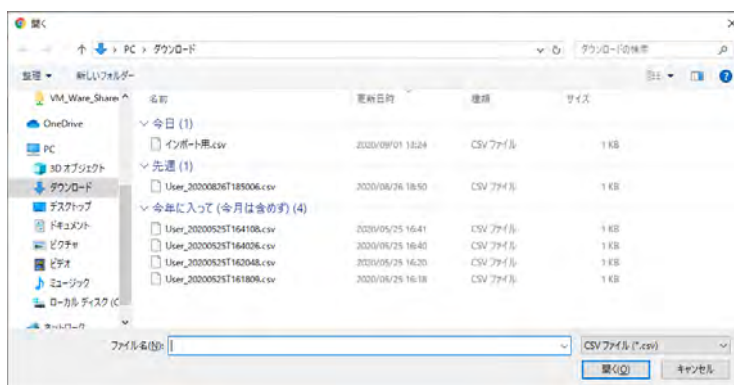 開く
PC › ダウンロード
ダウンロードの検索
整理 新しいフォルダー
名前 更新日時 種類 サイズ
VM_Ware_Share
OneDrive
PC
3D オブジェクト
ダウンロード
デスクトップ
ドキュメント
ピクチャ
ビデオ
ミュージック
ローカル ディスク (C
ネットワーク
今日 (1)
インポート用.csv 2020/09/01 13:24 CSV ファイル 1 KB
先週 (1)
User_20200826T185006.csv 2020/08/26 18:50 CSV ファイル 1 KB
今年に入って (今月は含めず) (4)
User_20200525T164108.csv 2020/05/25 16:41 CSV ファイル 1 KB
User_20200525T164026.csv 2020/05/25 16:40 CSV ファイル 1 KB
User_20200525T162048.csv 2020/05/25 16:20 CSV ファイル 1 KB
User_20200525T161809.csv 2020/05/25 16:18 CSV ファイル 1 KB
ファイル名(N):
CSV ファイル (*.csv)
開く(O) キャンセル